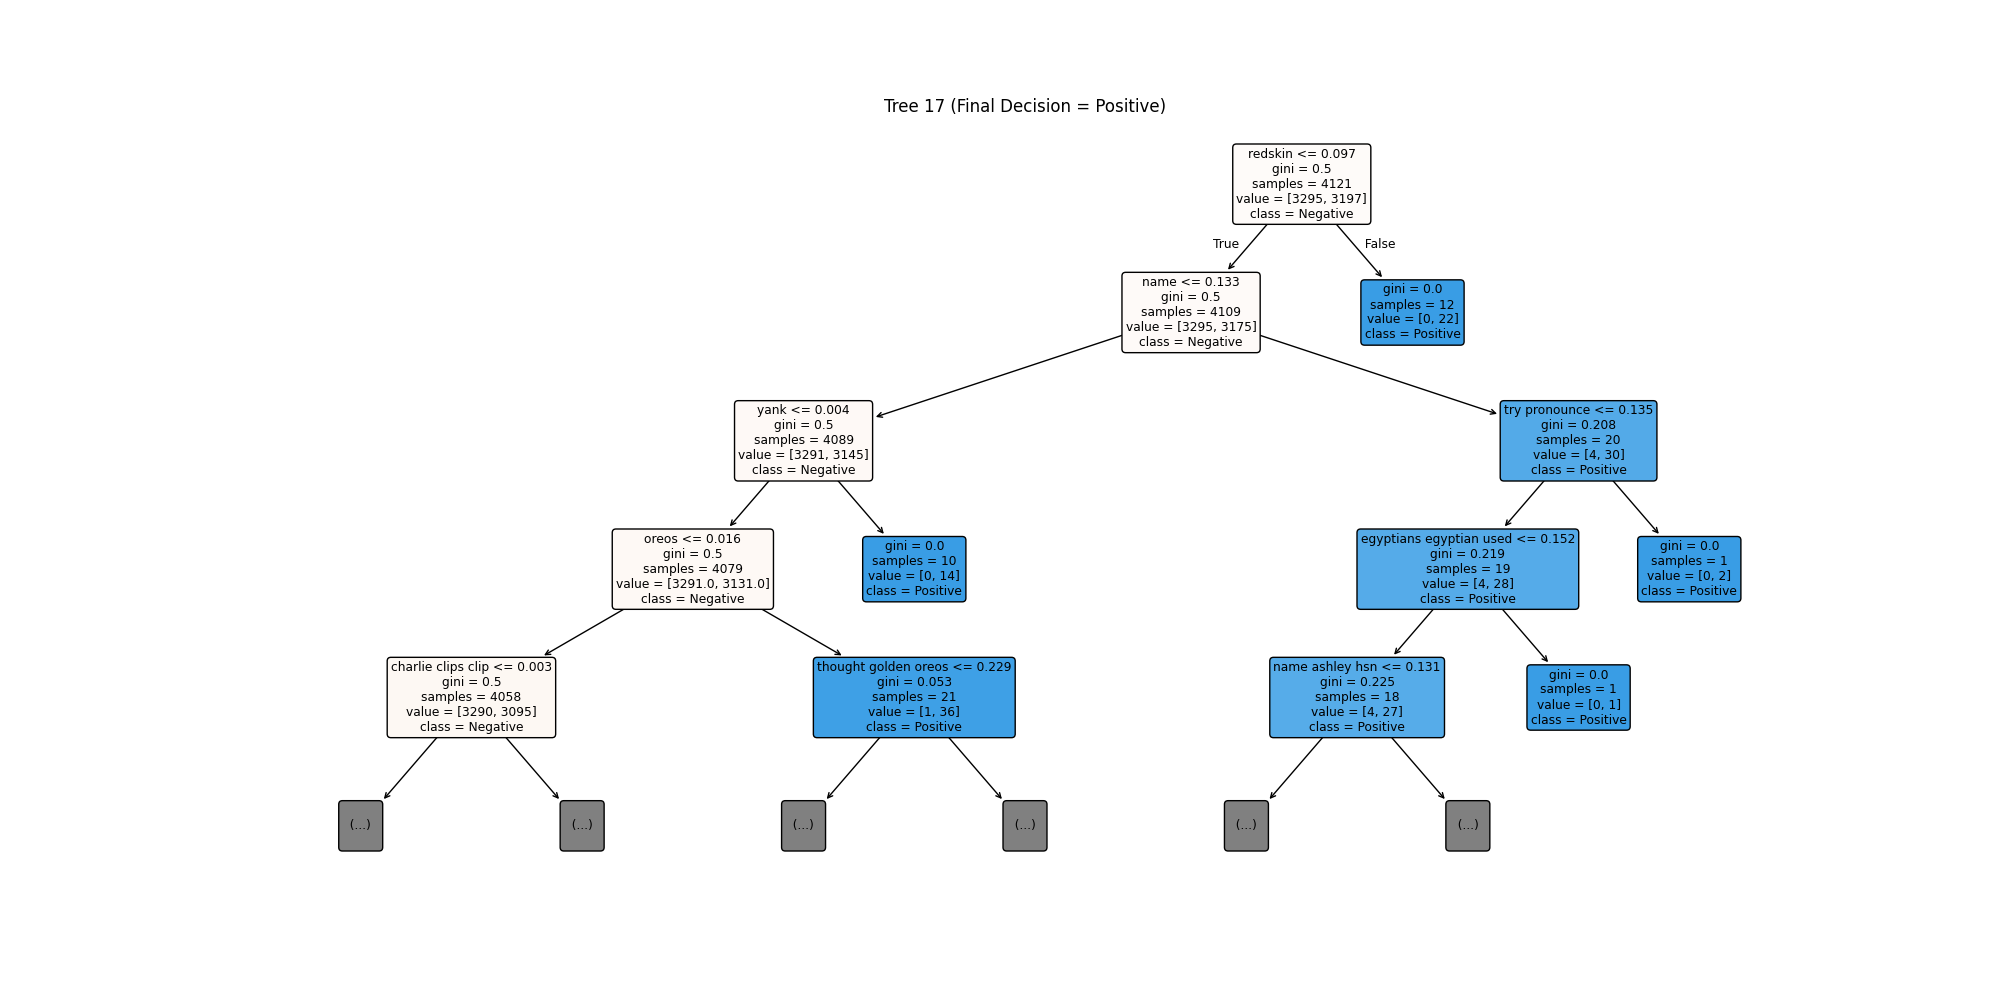 Tree 17 (Final Decision = Positive)
redskin <= 0.097
gini = 0.5
samples = 4121
value = [3295, 3197]
class = Negative
True
False
name <= 0.133
gini = 0.5
samples = 4109
value = [3295, 3175]
class = Negative
gini = 0.0
samples = 12
value = [0, 22]
class = Positive
yank <= 0.004
gini = 0.5
samples = 4089
value = [3291, 3145]
class = Negative
try pronounce <= 0.135
gini = 0.208
samples = 20
value = [4, 30]
class = Positive
oreos <= 0.016
gini = 0.5
samples = 4079
value = [3291.0, 3131.0]
class = Negative
gini = 0.0
samples = 10
value = [0, 14]
class = Positive
egyptians egyptian used <= 0.152
gini = 0.219
samples = 19
value = [4, 28]
class = Positive
gini = 0.0
samples = 1
value = [0, 2]
class = Positive
charlie clips clip <= 0.003
gini = 0.5
samples = 4058
value = [3290, 3095]
class = Negative
thought golden oreos <= 0.229
gini = 0.053
samples = 21
value = [1, 36]
class = Positive
name ashley hsn <= 0.131
gini = 0.225
samples = 18
value = [4, 27]
class = Positive
gini = 0.0
samples = 1
value = [0, 1]
class = Positive
(...)
(...)
(...)
(...)
(...)
(...)